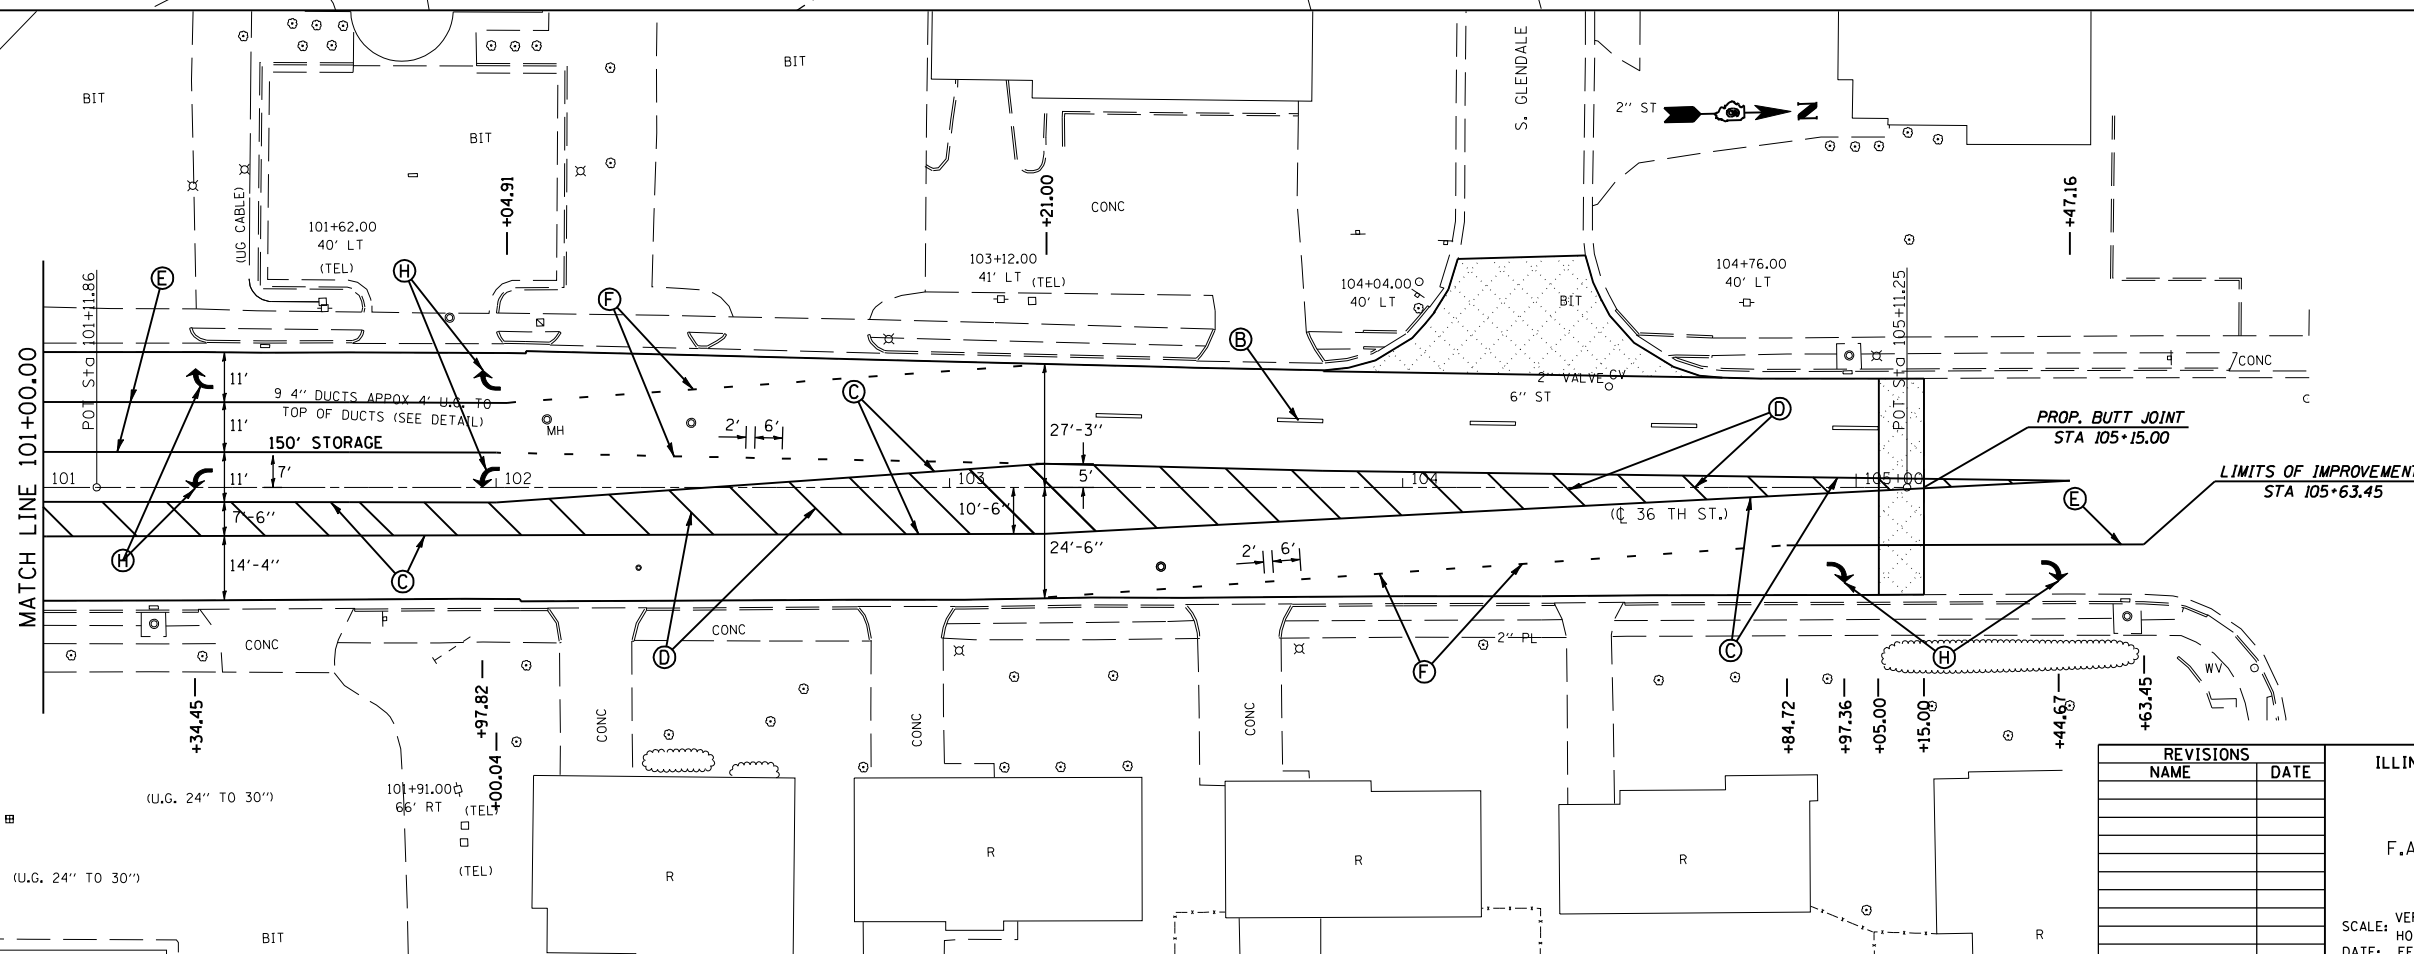 S. GLENDALE
BIT
BIT
BIT
2'' ST
N
(UG CABLE)
+04.91
+21.00
+47.16
CONC
101+62.00
40' LT
(TEL)
103+12.00
41' LT
(TEL)
104+04.00
40' LT
104+76.00
40' LT
BIT
POT Sta 101+11.86
POT Sta 105+11.25
E
H
F
B
C
D
MATCH LINE 101+00.00
11'
11'
11'
7'
7'-6''
14'-4''
9 4'' DUCTS APPOX 4' U.G. TO
TOP OF DUCTS (SEE DETAIL)
150' STORAGE
MH
2'
6'
27'-3''
5'
10'-6''
24'-6''
2'' VALVE
GV
6'' ST
CONC
PROP. BUTT JOINT
STA 105+15.00
LIMITS OF IMPROVEMENT
STA 105+63.45
101
102
103
104
105+00
(℄ 36 TH ST.)
2'
6'
E
H
C
D
F
C
H
CONC
CONC
2'' PL
WV
+34.45
+97.82
+00.04
CONC
CONC
CONC
+84.72
+97.36
+05.00
+15.00
+44.67
+63.45
101+91.00
66' RT
(TEL)
(TEL)
(U.G. 24'' TO 30'')
(U.G. 24'' TO 30'')
BIT
R
R
R
R
R
REVISIONS
NAME
DATE
ILLIN
F.A
SCALE:
VER
HO
DATE: